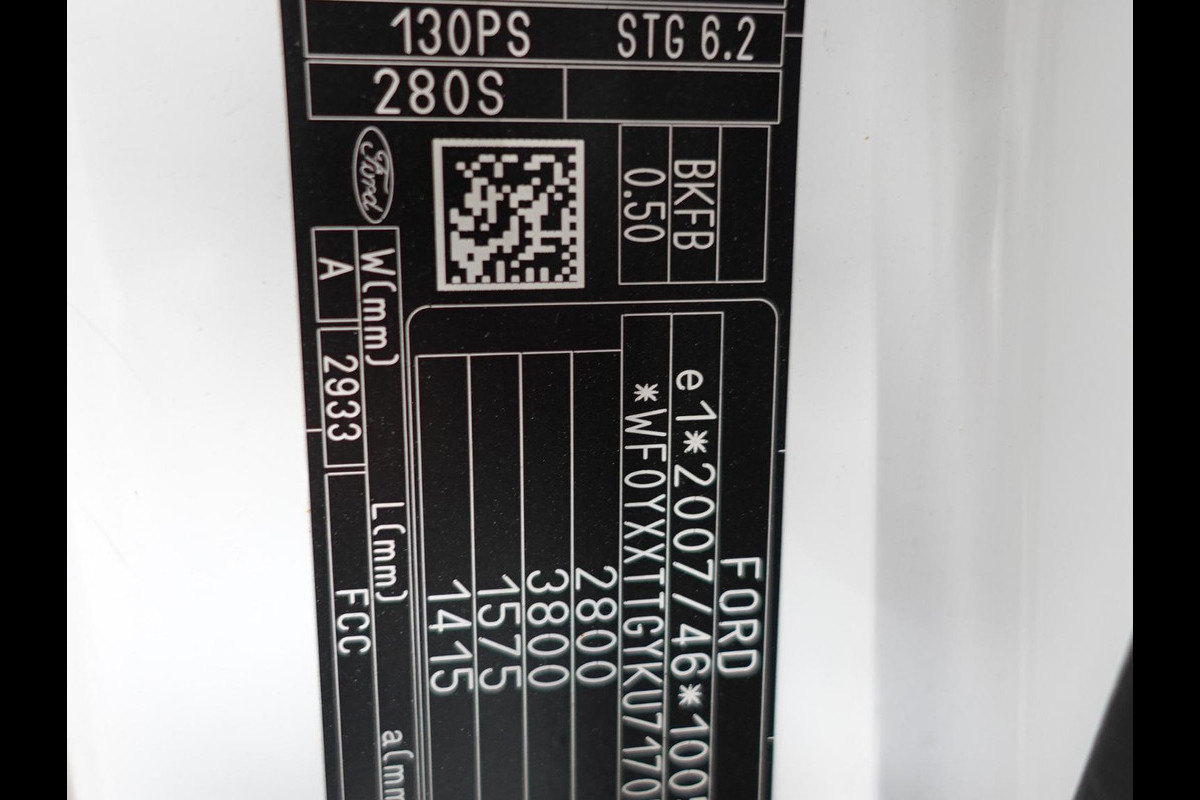 130PS STG 6.2
280S
BKFB
0.50
Ford
FORD
e1*2007/46*100
*WF0YXXTTGYKU7170
2800
3800
1575
1415
W(mm) L(mm) a(mm
A 2933 FCC